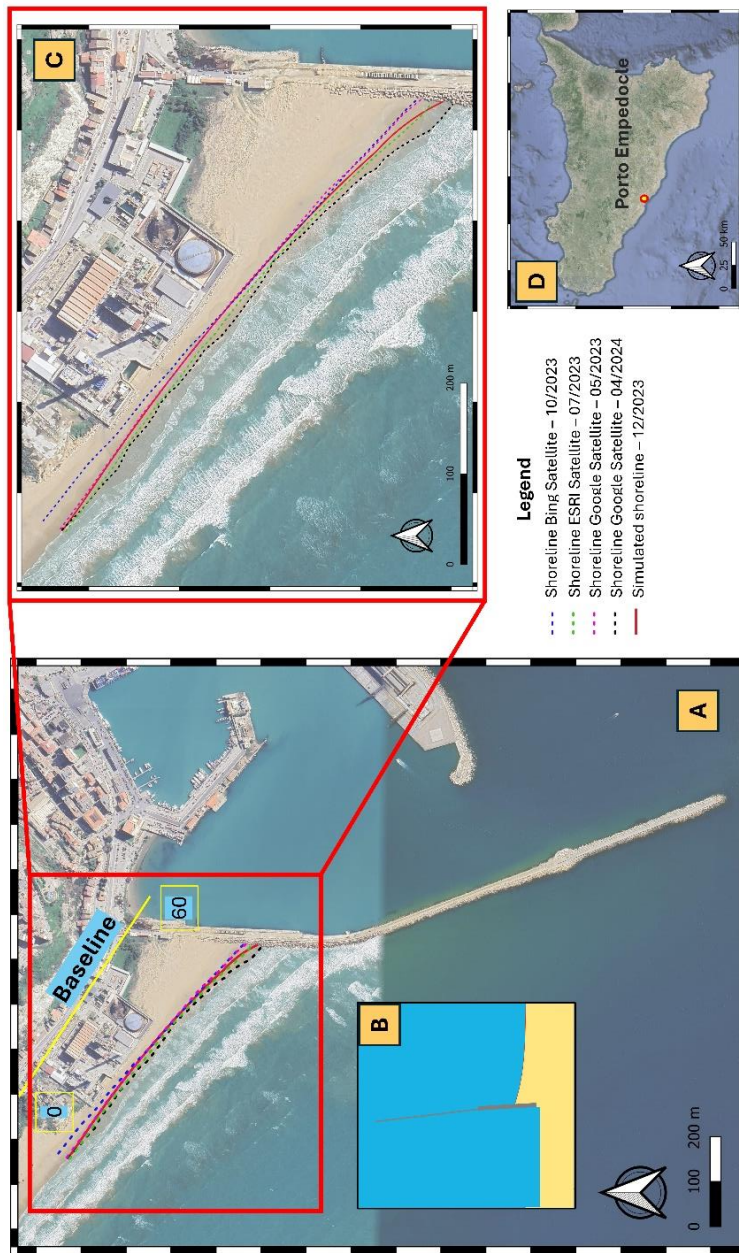 A
Baseline
0
60
0 100 200 m
B
C
0 100 200 m
Legend
Shoreline Bing Satellite – 10/2023
Shoreline ESRI Satellite – 07/2023
Shoreline Google Satellite – 05/2023
Shoreline Google Satellite – 04/2024
Simulated shoreline – 12/2023
D
Porto Empedocle
0 25 50 km